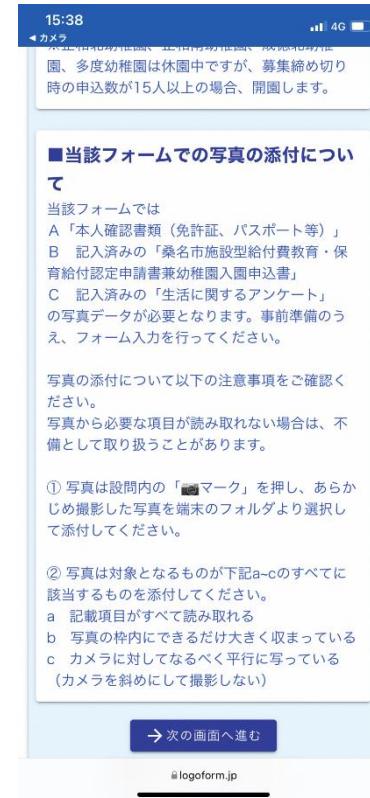 15:38
4G
◀ カメラ
園、多度幼稚園は休園中ですが、募集締め切り
時の申込数が15人以上の場合、開園します。
■当該フォームでの写真の添付につい
て
当該フォームでは
A「本人確認書類（免許証、パスポート等）」
B　記入済みの「桑名市施設型給付費教育・保
育給付認定申請書兼幼稚園入園申込書」
C　記入済みの「生活に関するアンケート」
の写真データが必要となります。事前準備のう
え、フォーム入力を行ってください。
写真の添付について以下の注意事項をご確認く
ださい。
写真から必要な項目が読み取れない場合は、不
備として取り扱うことがあります。
① 写真は設問内の「📷マーク」を押し、あらか
じめ撮影した写真を端末のフォルダより選択し
て添付してください。
② 写真は対象となるものが下記a~cのすべてに
該当するものを添付してください。
a　記載項目がすべて読み取れる
b　写真の枠内にできるだけ大きく収まっている
c　カメラに対してなるべく平行に写っている
（カメラを斜めにして撮影しない）
→次の画面へ進む
logoform.jp